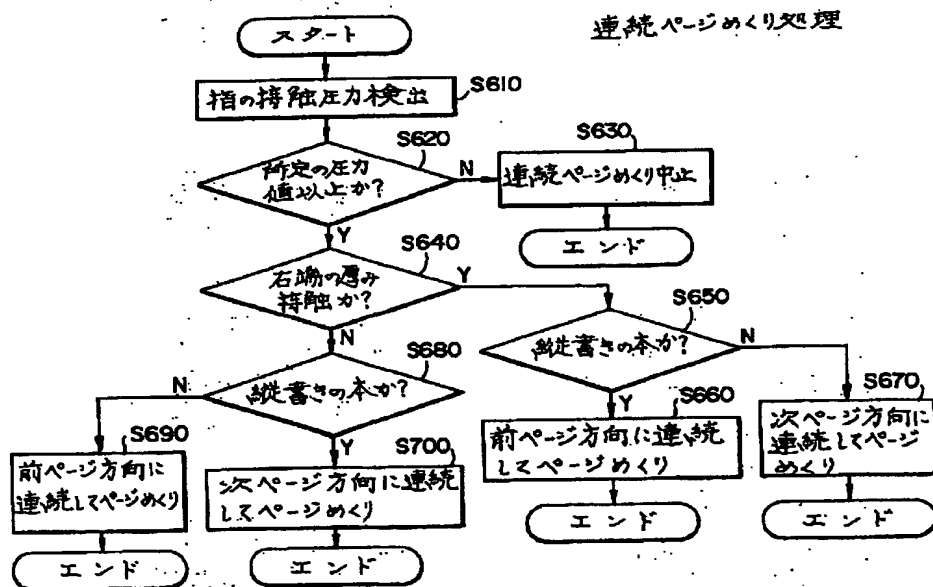 連続ページめくり処理
スタート
指の接触圧力検出
S610
所定の圧力
値以上か?
S620
N
Y
連続ページめくり中止
S630
エンド
右端の厚み
接触か?
S640
Y
N
縦書きの本か?
S650
N
Y
縦書きの本か?
S680
N
Y
前ページ方向に連続
してページめくり
S660
エンド
次ページ方向に
連続してページ
めくり
S670
エンド
前ページ方向に
連続してページめくり
S690
エンド
次ページ方向に連続
してページめくり
S700
エンド